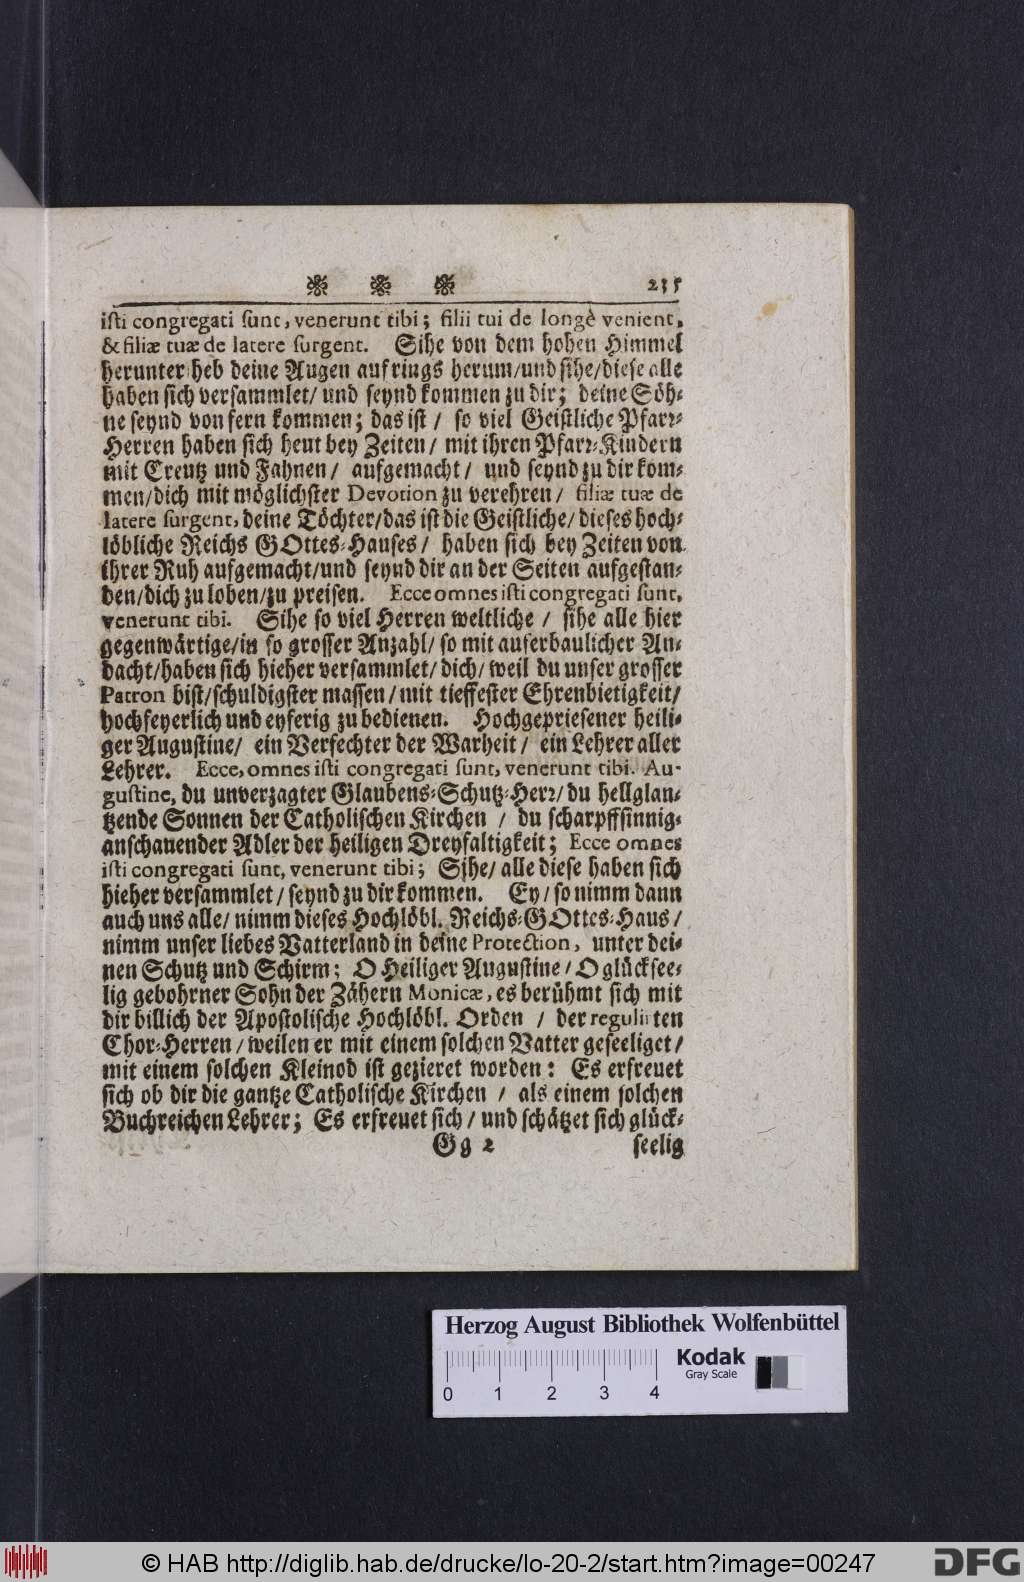 235
isti congregati sunt, venerunt tibi; filii tui de longè venient,
& filiæ tuæ de latere surgent. Sihe von dem hohen Himmel
herunter heb deine Augen auf rings herum/und sihe/diese alle
haben sich versammlet/ und seynd kommen zu dir; deine Söh-
ne seynd von fern kommen; das ist / so viel Geistliche Pfarr-
Herren haben sich heut bey Zeiten/ mit ihren Pfarr-Kindern
mit Creutz und Fahnen / aufgemacht/ und seynd zu dir kom-
men/dich mit möglichster Devotion zu verehren/ filiæ tuæ de
latere surgent, deine Töchter/das ist die Geistliche/ dieses hoch-
löbliche Reichs GOttes-Hauses/ haben sich bey Zeiten von
ihrer Ruh aufgemacht/und seynd dir an der Seiten aufgestan-
den/dich zu loben/zu preisen. Ecce omnes isti congregati sunt,
venerunt tibi. Sihe so viel Herren weltliche / sihe alle hier
gegenwärtige/in so grosser Anzahl/ so mit auferbaulicher An-
dacht/haben sich hieher versammlet/ dich/ weil du unser grosser
Patron bist/schuldigster massen/ mit tieffester Ehrenbietigkeit/
hochfeyerlich und eyferig zu bedienen. Hochgepriesener heili-
ger Augustine/ ein Verfechter der Warheit/ ein Lehrer aller
Lehrer. Ecce, omnes isti congregati sunt, venerunt tibi. Au-
gustine, du unverzagter Glaubens-Schutz-Herr/ du hellglan-
tzende Sonnen der Catholischen Kirchen / du scharpffsinnig-
anschauender Adler der heiligen Dreyfaltigkeit; Ecce omnes
isti congregati sunt, venerunt tibi; Sihe/ alle diese haben sich
hieher versammlet/ seynd zu dir kommen. Ey/ so nimm dann
auch uns alle/ nimm dieses Hochlöbl. Reichs-GOttes-Haus/
nimm unser liebes Vatterland in deine Protection, unter dei-
nen Schutz und Schirm; O Heiliger Augustine/ O glücksee-
lig gebohrner Sohn der Zähern Monicæ, es berühmt sich mit
dir billich der Apostolische Hochlöbl. Orden / der regulirten
Chor-Herren/ weilen er mit einem solchen Vatter geseeliget/
mit einem solchen Kleinod ist gezieret worden: Es erfreuet
sich ob dir die gantze Catholische Kirchen / als einem solchen
Buchreichen Lehrer; Es erfreuet sich/ und schätzet sich glück-
Gg 2 seelig
Herzog August Bibliothek Wolfenbüttel
Kodak
Gray Scale
0 1 2 3 4
© HAB http://diglib.hab.de/drucke/lo-20-2/start.htm?image=00247
DFG